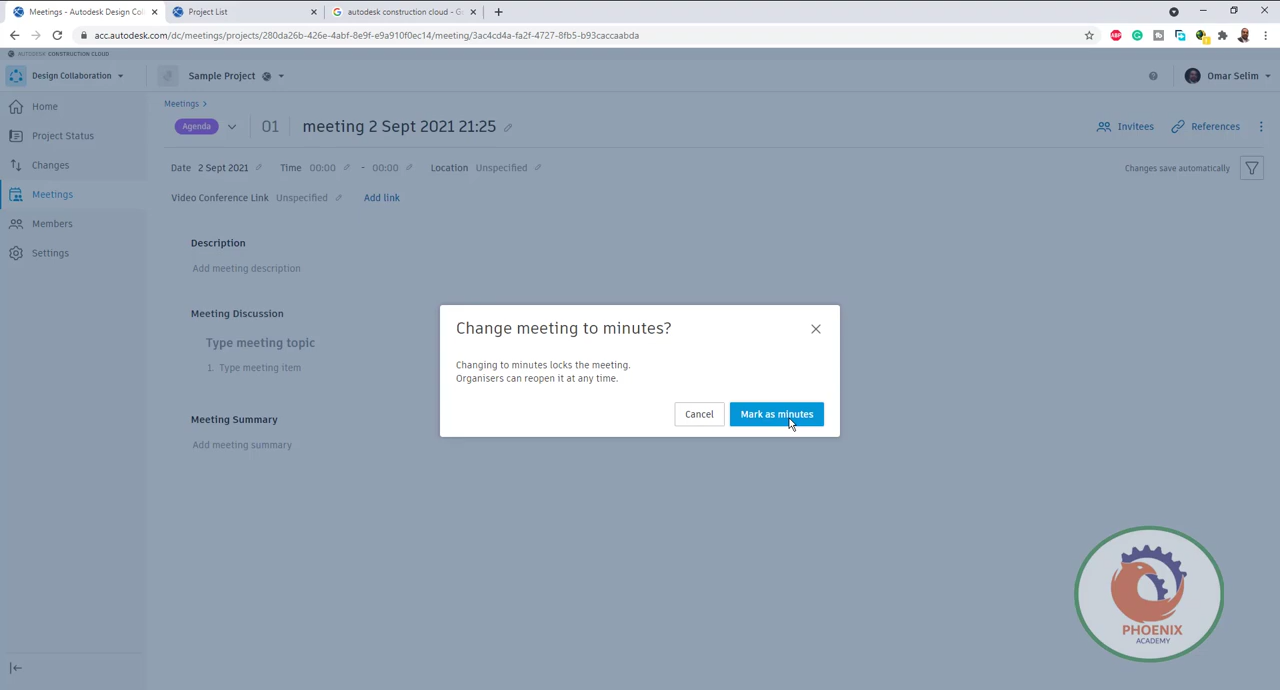 Meetings - Autodesk Design Col
Project List
autodesk construction cloud - G
acc.autodesk.com/dc/meetings/projects/280da26b-426e-4abf-8e9f-e9a910f0ec14/meeting/3ac4cd4a-fa2f-4727-8fb5-b93caccaabda
AUTODESK CONSTRUCTION CLOUD
Design Collaboration
Sample Project
Omar Selim
Home
Project Status
Changes
Meetings
Members
Settings
Meetings >
Agenda
01
meeting 2 Sept 2021 21:25
Invitees
References
Date 2 Sept 2021 Time 00:00 - 00:00 Location Unspecified
Changes save automatically
Video Conference Link Unspecified Add link
Description
Add meeting description
Meeting Discussion
Type meeting topic
1. Type meeting item
Meeting Summary
Add meeting summary
Change meeting to minutes?
Changing to minutes locks the meeting.
Organisers can reopen it at any time.
Cancel
Mark as minutes
PHOENIX
ACADEMY